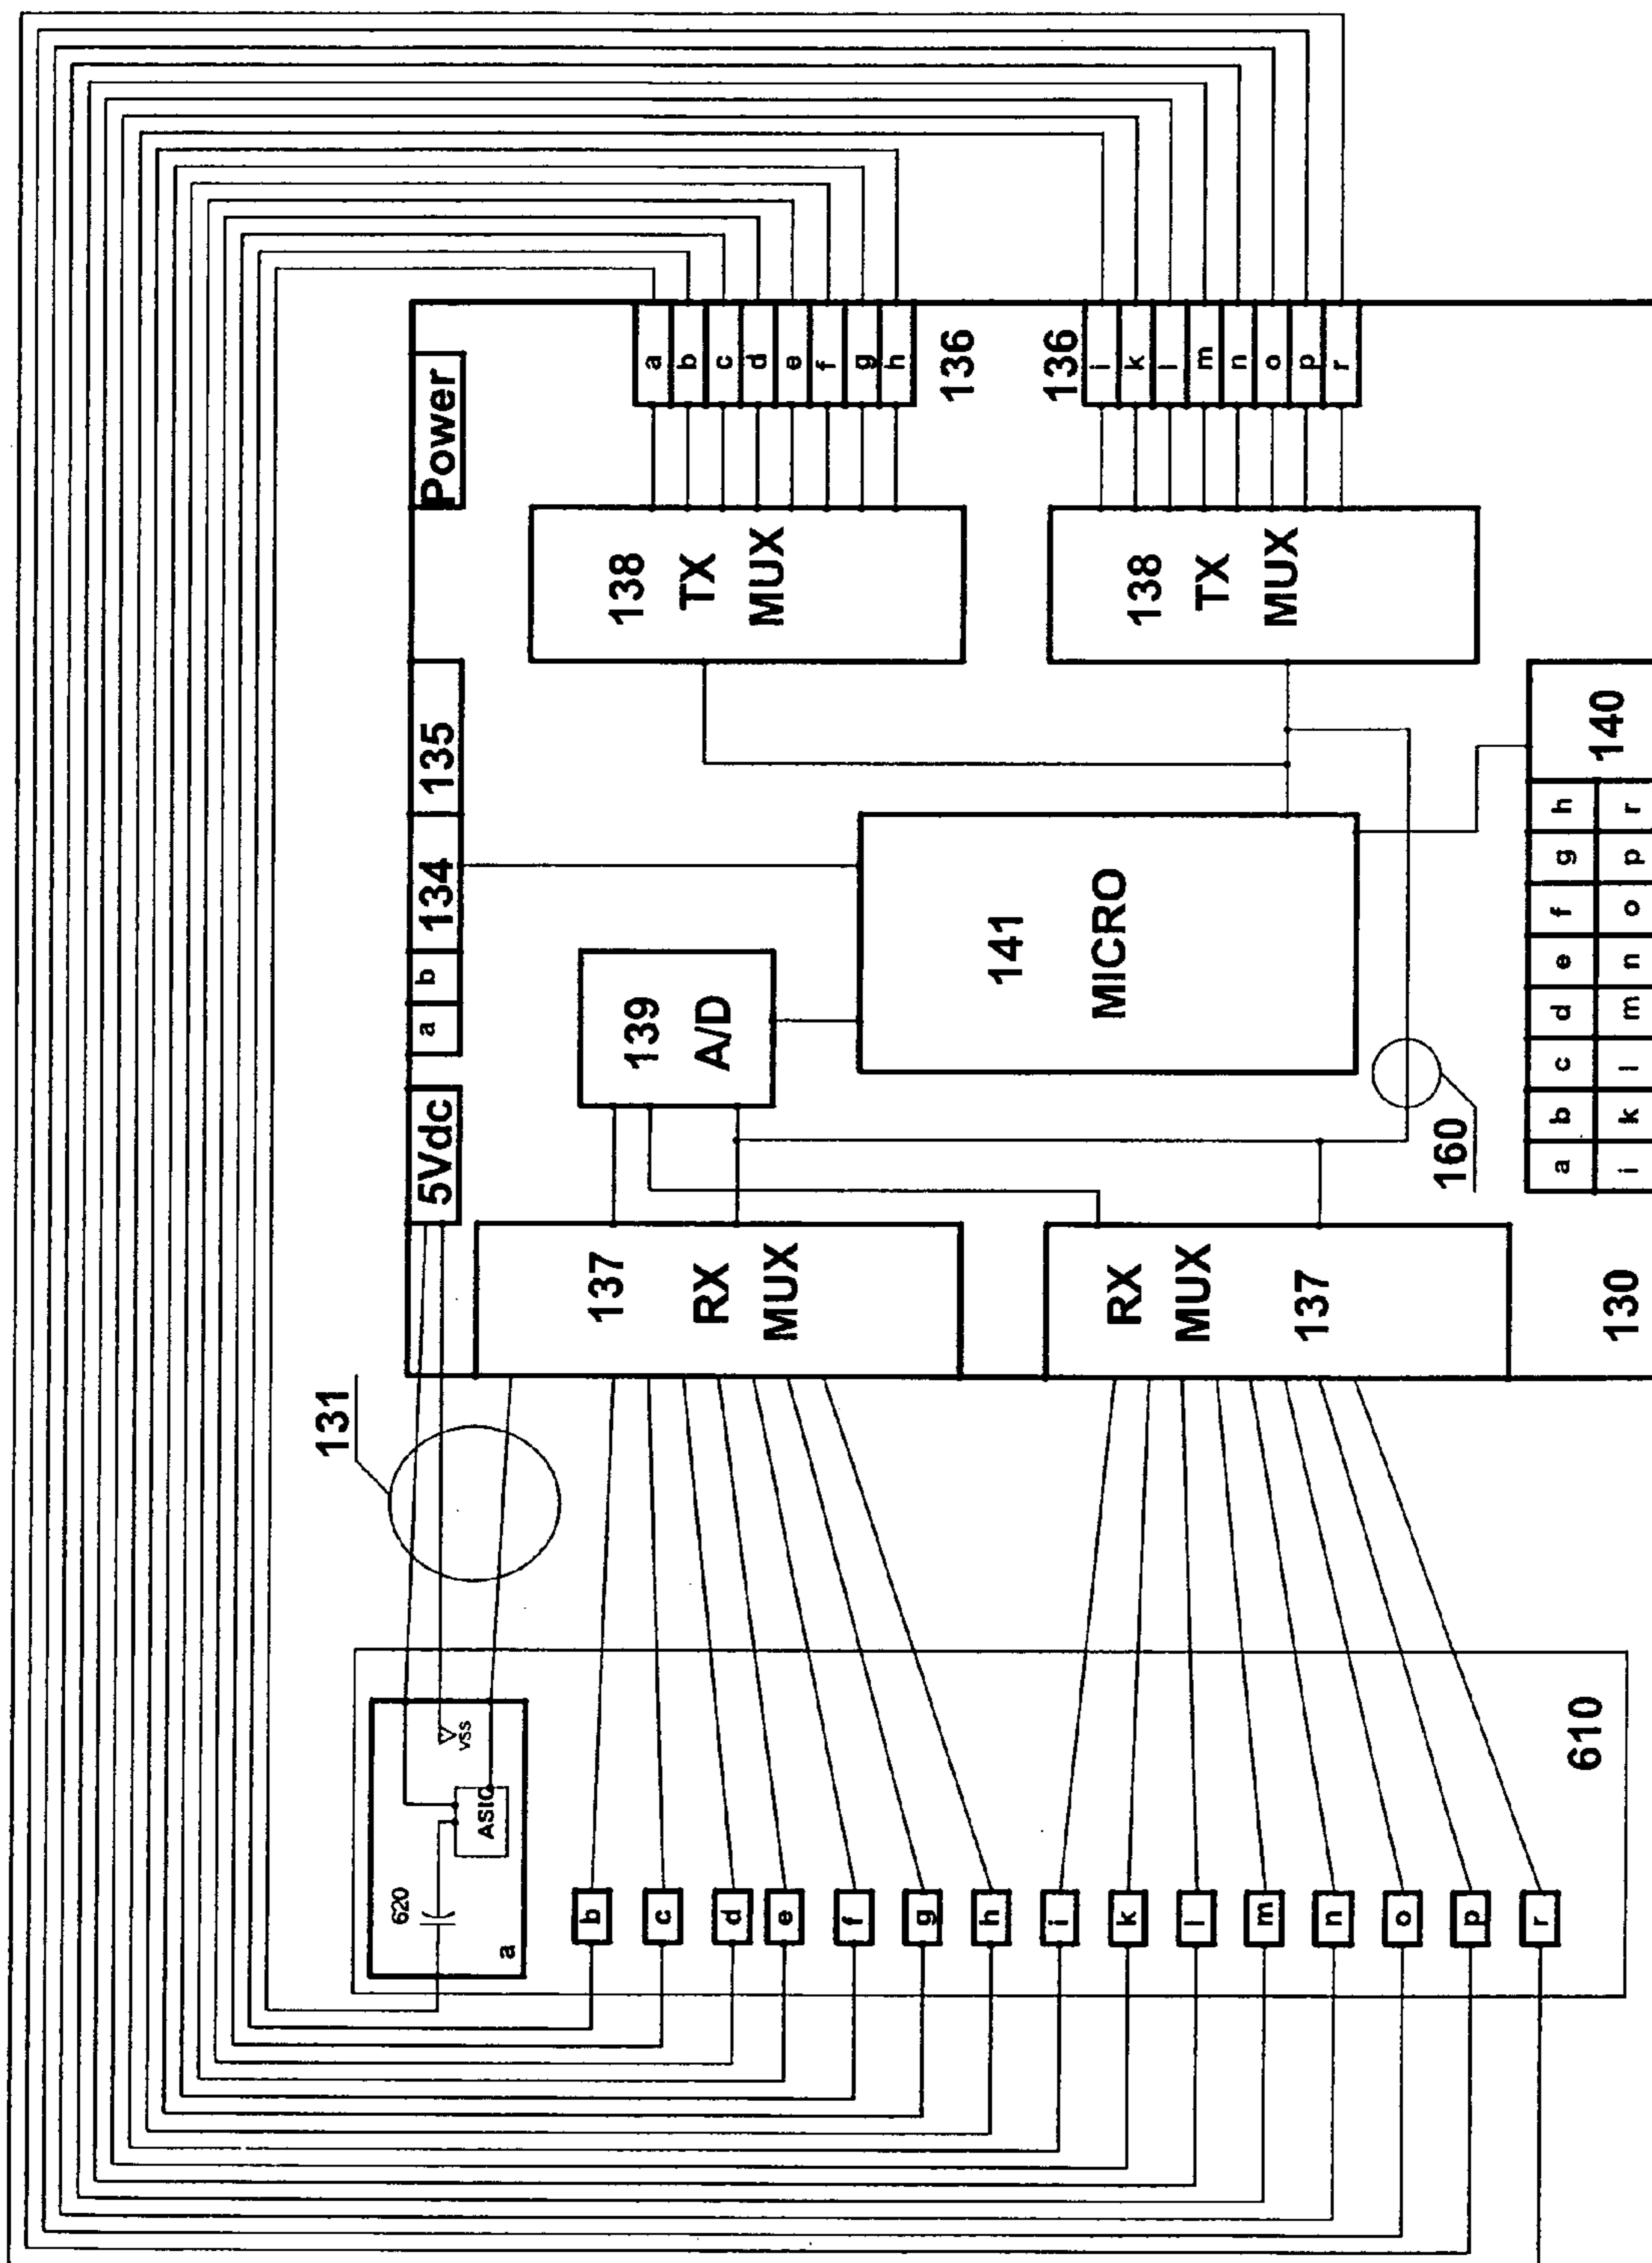 131
5Vdc
a b 134 135
Power
620
ASIC
VSS
a
137
RX
MUX
139
A/D
138
TX
MUX
a
b
c
d
e
f
g
h
136
b
c
d
e
f
g
h
i
k
l
m
n
o
p
r
141
MICRO
RX
MUX
137
138
TX
MUX
136
i
k
l
m
n
o
p
r
160
610
130
a b c d e f g h
i k l m n o p r
140